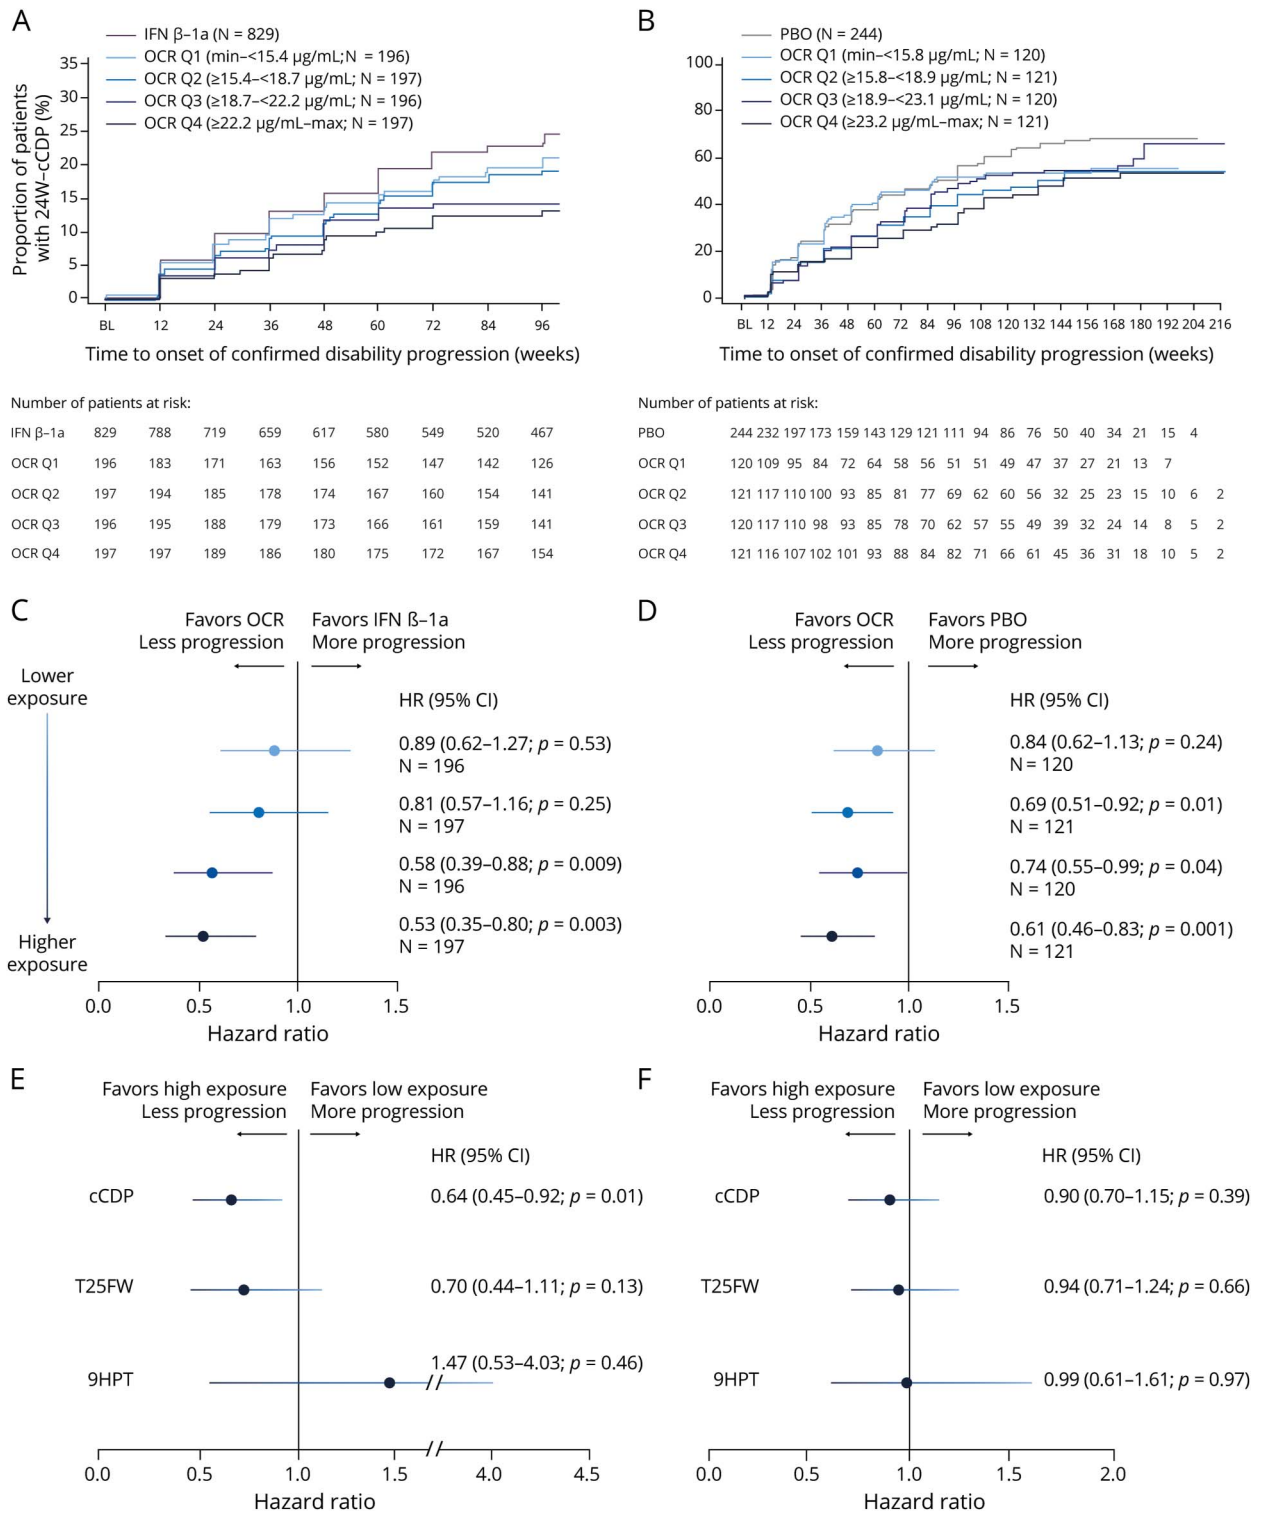 A
IFN β–1a (N = 829)
OCR Q1 (min–<15.4 µg/mL;N = 196)
OCR Q2 (≥15.4–<18.7 µg/mL; N = 197)
OCR Q3 (≥18.7–<22.2 µg/mL; N = 196)
OCR Q4 (≥22.2 µg/mL–max; N = 197)
Proportion of patients
with 24W–cCDP (%)
35
30
25
20
15
10
5
0
BL 12 24 36 48 60 72 84 96
Time to onset of confirmed disability progression (weeks)
Number of patients at risk:
IFN β–1a 829 788 719 659 617 580 549 520 467
OCR Q1 196 183 171 163 156 152 147 142 126
OCR Q2 197 194 185 178 174 167 160 154 141
OCR Q3 196 195 188 179 173 166 161 159 141
OCR Q4 197 197 189 186 180 175 172 167 154
B
PBO (N = 244)
OCR Q1 (min–<15.8 µg/mL; N = 120)
OCR Q2 (≥15.8–<18.9 µg/mL; N = 121)
OCR Q3 (≥18.9–<23.1 µg/mL; N = 120)
OCR Q4 (≥23.2 µg/mL–max; N = 121)
100
80
60
40
20
0
BL 12 24 36 48 60 72 84 96 108 120 132 144 156 168 180 192 204 216
Time to onset of confirmed disability progression (weeks)
Number of patients at risk:
PBO 244 232 197 173 159 143 129 121 111 94 86 76 50 40 34 21 15 4
OCR Q1 120 109 95 84 72 64 58 56 51 51 49 47 37 27 21 13 7
OCR Q2 121 117 110 100 93 85 81 77 69 62 60 56 32 25 23 15 10 6 2
OCR Q3 120 117 110 98 93 85 78 70 62 57 55 49 39 32 24 14 8 5 2
OCR Q4 121 116 107 102 101 93 88 84 82 71 66 61 45 36 31 18 10 5 2
C
Favors OCR
Less progression
Favors IFN ß–1a
More progression
Lower
exposure
Higher
exposure
HR (95% CI)
0.89 (0.62–1.27; p = 0.53)
N = 196
0.81 (0.57–1.16; p = 0.25)
N = 197
0.58 (0.39–0.88; p = 0.009)
N = 196
0.53 (0.35–0.80; p = 0.003)
N = 197
0.0 0.5 1.0 1.5
Hazard ratio
D
Favors OCR
Less progression
Favors PBO
More progression
HR (95% CI)
0.84 (0.62–1.13; p = 0.24)
N = 120
0.69 (0.51–0.92; p = 0.01)
N = 121
0.74 (0.55–0.99; p = 0.04)
N = 120
0.61 (0.46–0.83; p = 0.001)
N = 121
0.0 0.5 1.0 1.5
Hazard ratio
E
Favors high exposure
Less progression
Favors low exposure
More progression
HR (95% CI)
cCDP 0.64 (0.45–0.92; p = 0.01)
T25FW 0.70 (0.44–1.11; p = 0.13)
9HPT 1.47 (0.53–4.03; p = 0.46)
0.0 0.5 1.0 1.5 4.0 4.5
Hazard ratio
F
Favors high exposure
Less progression
Favors low exposure
More progression
HR (95% CI)
cCDP 0.90 (0.70–1.15; p = 0.39)
T25FW 0.94 (0.71–1.24; p = 0.66)
9HPT 0.99 (0.61–1.61; p = 0.97)
0.0 0.5 1.0 1.5 2.0
Hazard ratio